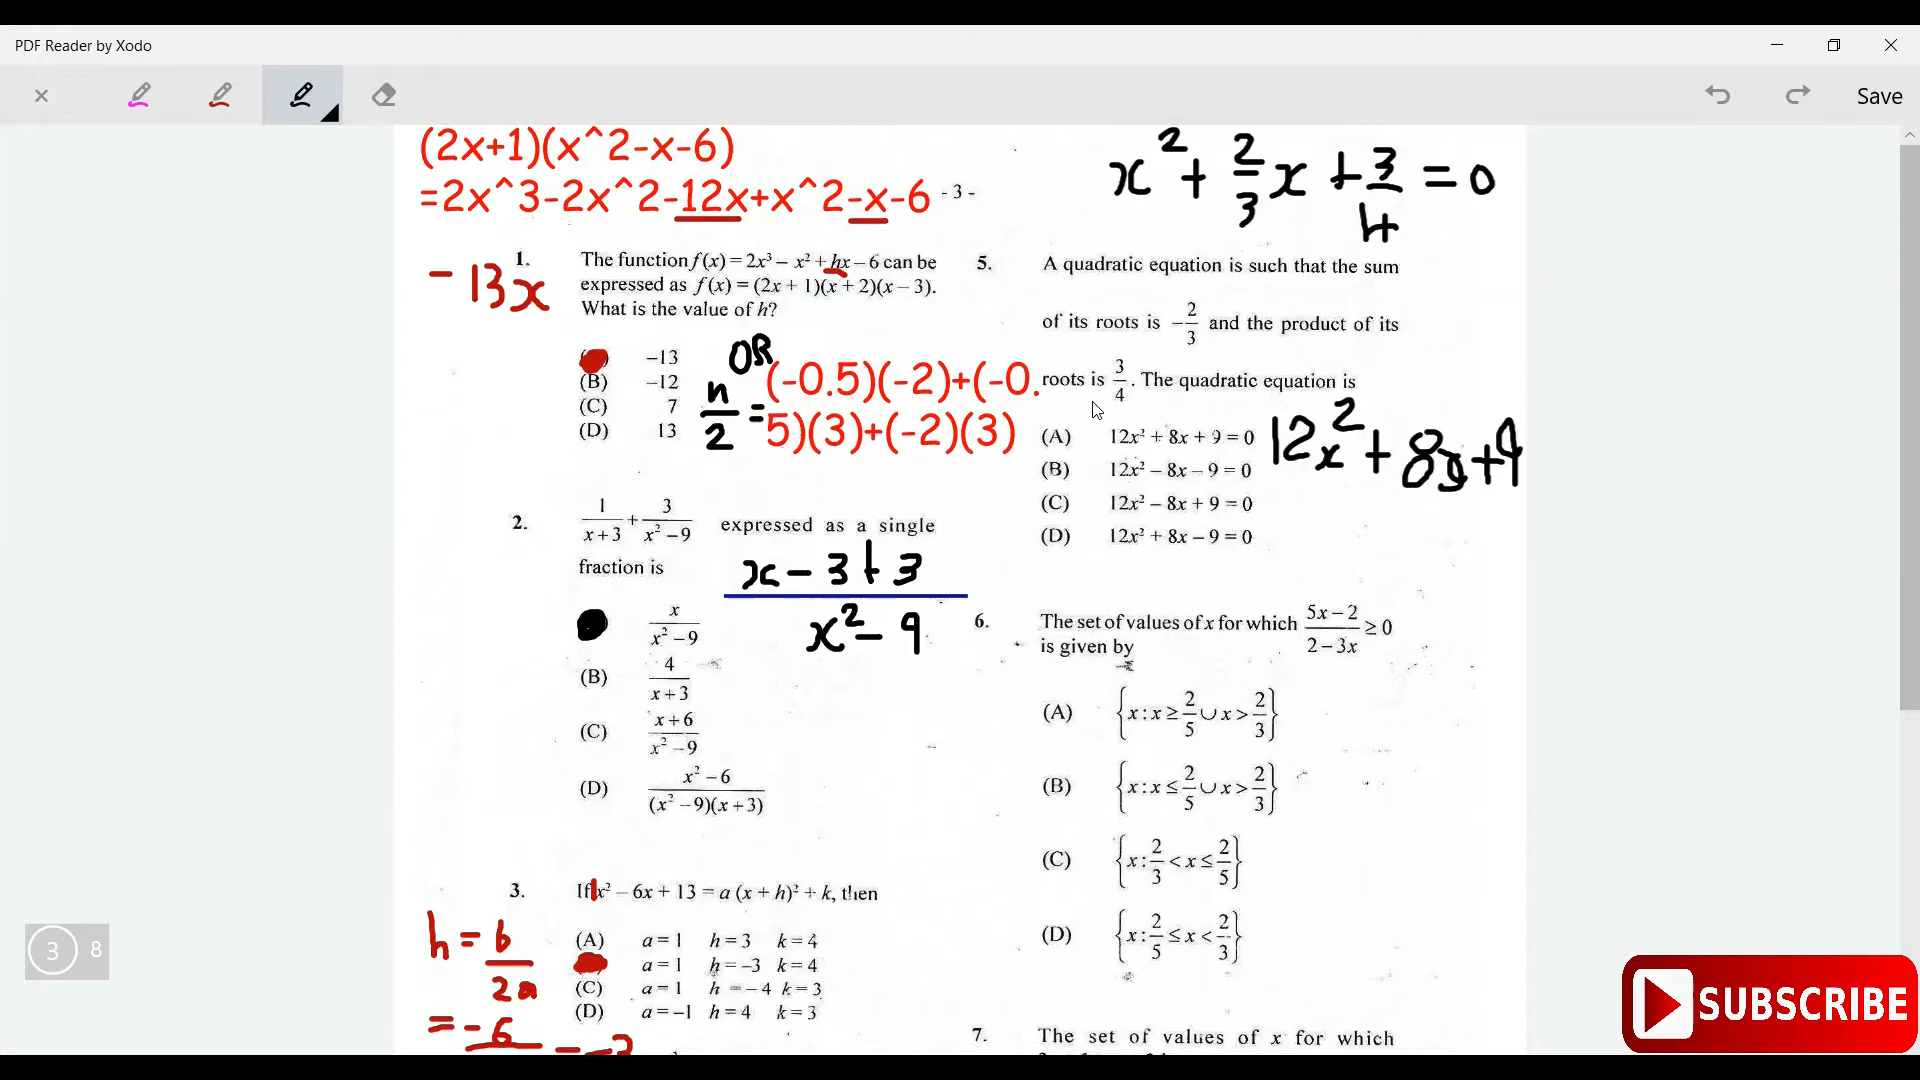 PDF Reader by Xodo
Save
(2x+1)(x^2-x-6)
=2x^3-2x^2-12x+x^2-x-6
- 3 -
-13x
1. The function f(x) = 2x³ – x² + hx – 6 can be
expressed as f(x) = (2x + 1)(x + 2)(x – 3).
What is the value of h?
–13
(B) –12
(C) 7
(D) 13
OR
h/2 = (-0.5)(-2)+(-0.
5)(3)+(-2)(3)
2. 1/(x + 3) + 3/(x² – 9) expressed as a single
fraction is
x – 3 + 3
x² – 9
x/(x² – 9)
(B) 4/(x + 3)
(C) (x + 6)/(x² – 9)
(D) (x² – 6)/((x² – 9)(x + 3))
3. If 1x² – 6x + 13 = a (x + h)² + k, then
(A) a = 1 h = 3 k = 4
a = 1 h = –3 k = 4
(C) a = 1 h = – 4 k = 3
(D) a = –1 h = 4 k = 3
h = b
2a
= -6
= -3
x² + 2/3 x + 3/4 = 0
5. A quadratic equation is such that the sum
of its roots is –2/3 and the product of its
roots is 3/4. The quadratic equation is
(A) 12x² + 8x + 9 = 0
(B) 12x² – 8x – 9 = 0
(C) 12x² – 8x + 9 = 0
(D) 12x² + 8x – 9 = 0
12x² + 8x + 9
6. The set of values of x for which (5x – 2)/(2 – 3x) ≥ 0
is given by
(A) {x : x ≥ 2/5 ∪ x > 2/3}
(B) {x : x ≤ 2/5 ∪ x > 2/3}
(C) {x : 2/3 < x ≤ 2/5}
(D) {x : 2/5 ≤ x < 2/3}
7. The set of values of x for which
3 8
SUBSCRIBE